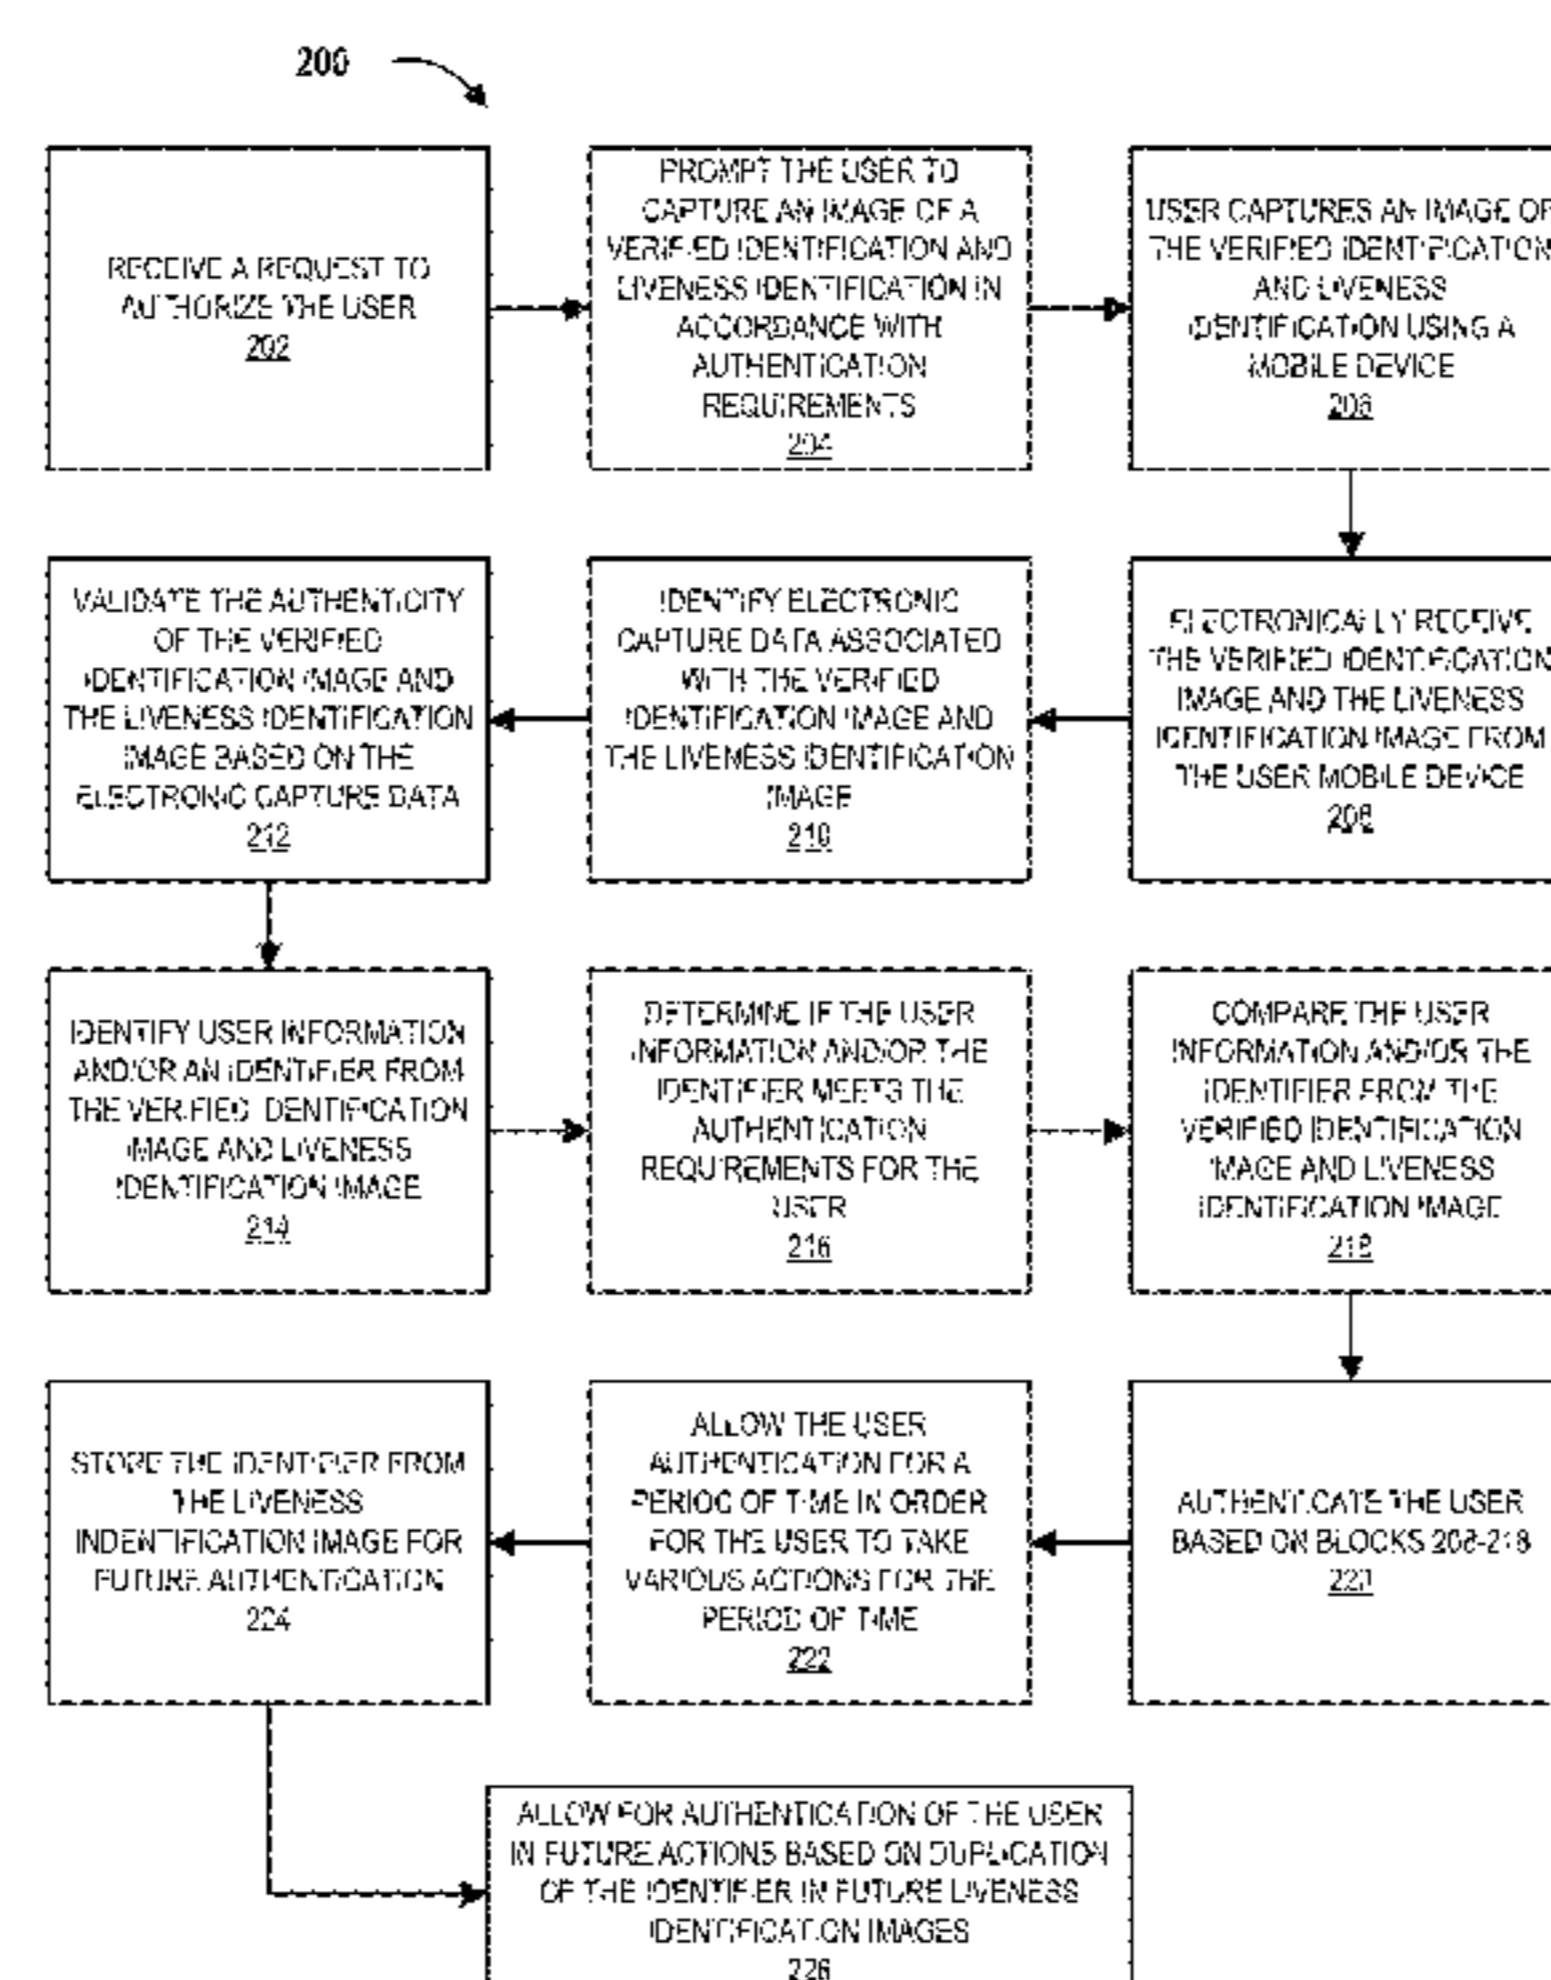 200
RECEIVE A REQUEST TO
AUTHORIZE THE USER
202
PROMPT THE USER TO
CAPTURE AN IMAGE OF A
VERIFIED IDENTIFICATION AND
LIVENESS IDENTIFICATION IN
ACCORDANCE WITH
AUTHENTICATION
REQUIREMENTS
204
USER CAPTURES AN IMAGE OF
THE VERIFIED IDENTIFICATION
AND LIVENESS
IDENTIFICATION USING A
MOBILE DEVICE
206
ELECTRONICALLY RECEIVE
THE VERIFIED IDENTIFICATION
IMAGE AND THE LIVENESS
IDENTIFICATION IMAGE FROM
THE USER MOBILE DEVICE
208
IDENTIFY ELECTRONIC
CAPTURE DATA ASSOCIATED
WITH THE VERIFIED
IDENTIFICATION IMAGE AND
THE LIVENESS IDENTIFICATION
IMAGE
210
VALIDATE THE AUTHENTICITY
OF THE VERIFIED
IDENTIFICATION IMAGE AND
THE LIVENESS IDENTIFICATION
IMAGE BASED ON THE
ELECTRONIC CAPTURE DATA
212
IDENTIFY USER INFORMATION
AND/OR AN IDENTIFIER FROM
THE VERIFIED IDENTIFICATION
IMAGE AND LIVENESS
IDENTIFICATION IMAGE
214
DETERMINE IF THE USER
INFORMATION AND/OR THE
IDENTIFIER MEETS THE
AUTHENTICATION
REQUIREMENTS FOR THE
USER
216
COMPARE THE USER
INFORMATION AND/OR THE
IDENTIFIER FROM THE
VERIFIED IDENTIFICATION
IMAGE AND LIVENESS
IDENTIFICATION IMAGE
218
AUTHENTICATE THE USER
BASED ON BLOCKS 208-218
220
ALLOW THE USER
AUTHENTICATION FOR A
PERIOD OF TIME IN ORDER
FOR THE USER TO TAKE
VARIOUS ACTIONS FOR THE
PERIOD OF TIME
222
STORE THE IDENTIFIER FROM
THE LIVENESS
INDENTIFICATION IMAGE FOR
FUTURE AUTHENTICATION
224
ALLOW FOR AUTHENTICATION OF THE USER
IN FUTURE ACTIONS BASED ON DUPLICATION
OF THE IDENTIFIER IN FUTURE LIVENESS
IDENTIFICATION IMAGES
226